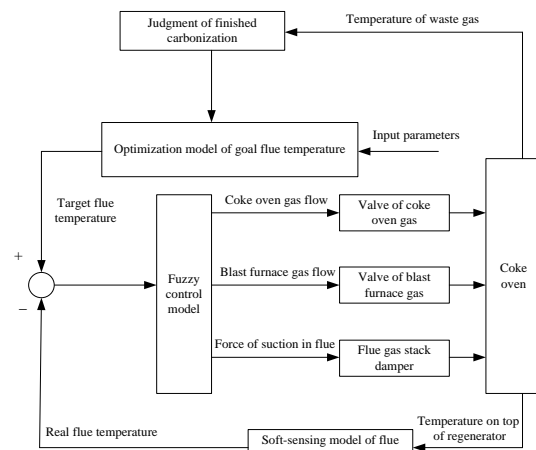 Judgment of finished
carbonization
Temperature of waste gas
Optimization model of goal flue temperature
Input parameters
Target flue
temperature
+
−
Fuzzy
control
model
Coke oven gas flow
Valve of coke
oven gas
Blast furnace gas flow
Valve of blast
furnace gas
Force of suction in flue
Flue gas stack
damper
Coke
oven
Real flue temperature
Soft-sensing model of flue
Temperature on top
of regenerator